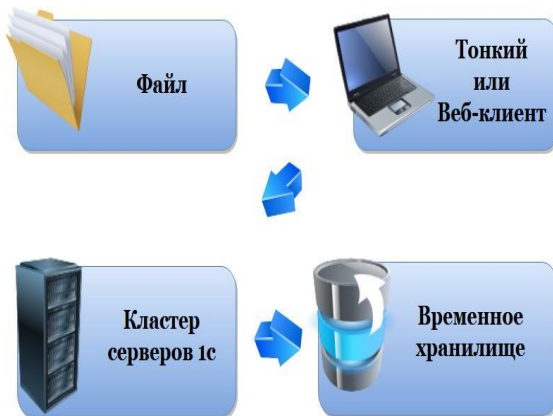 Файл
Тонкий
или
Веб-клиент
Кластер
серверов 1с
Временное
хранилище